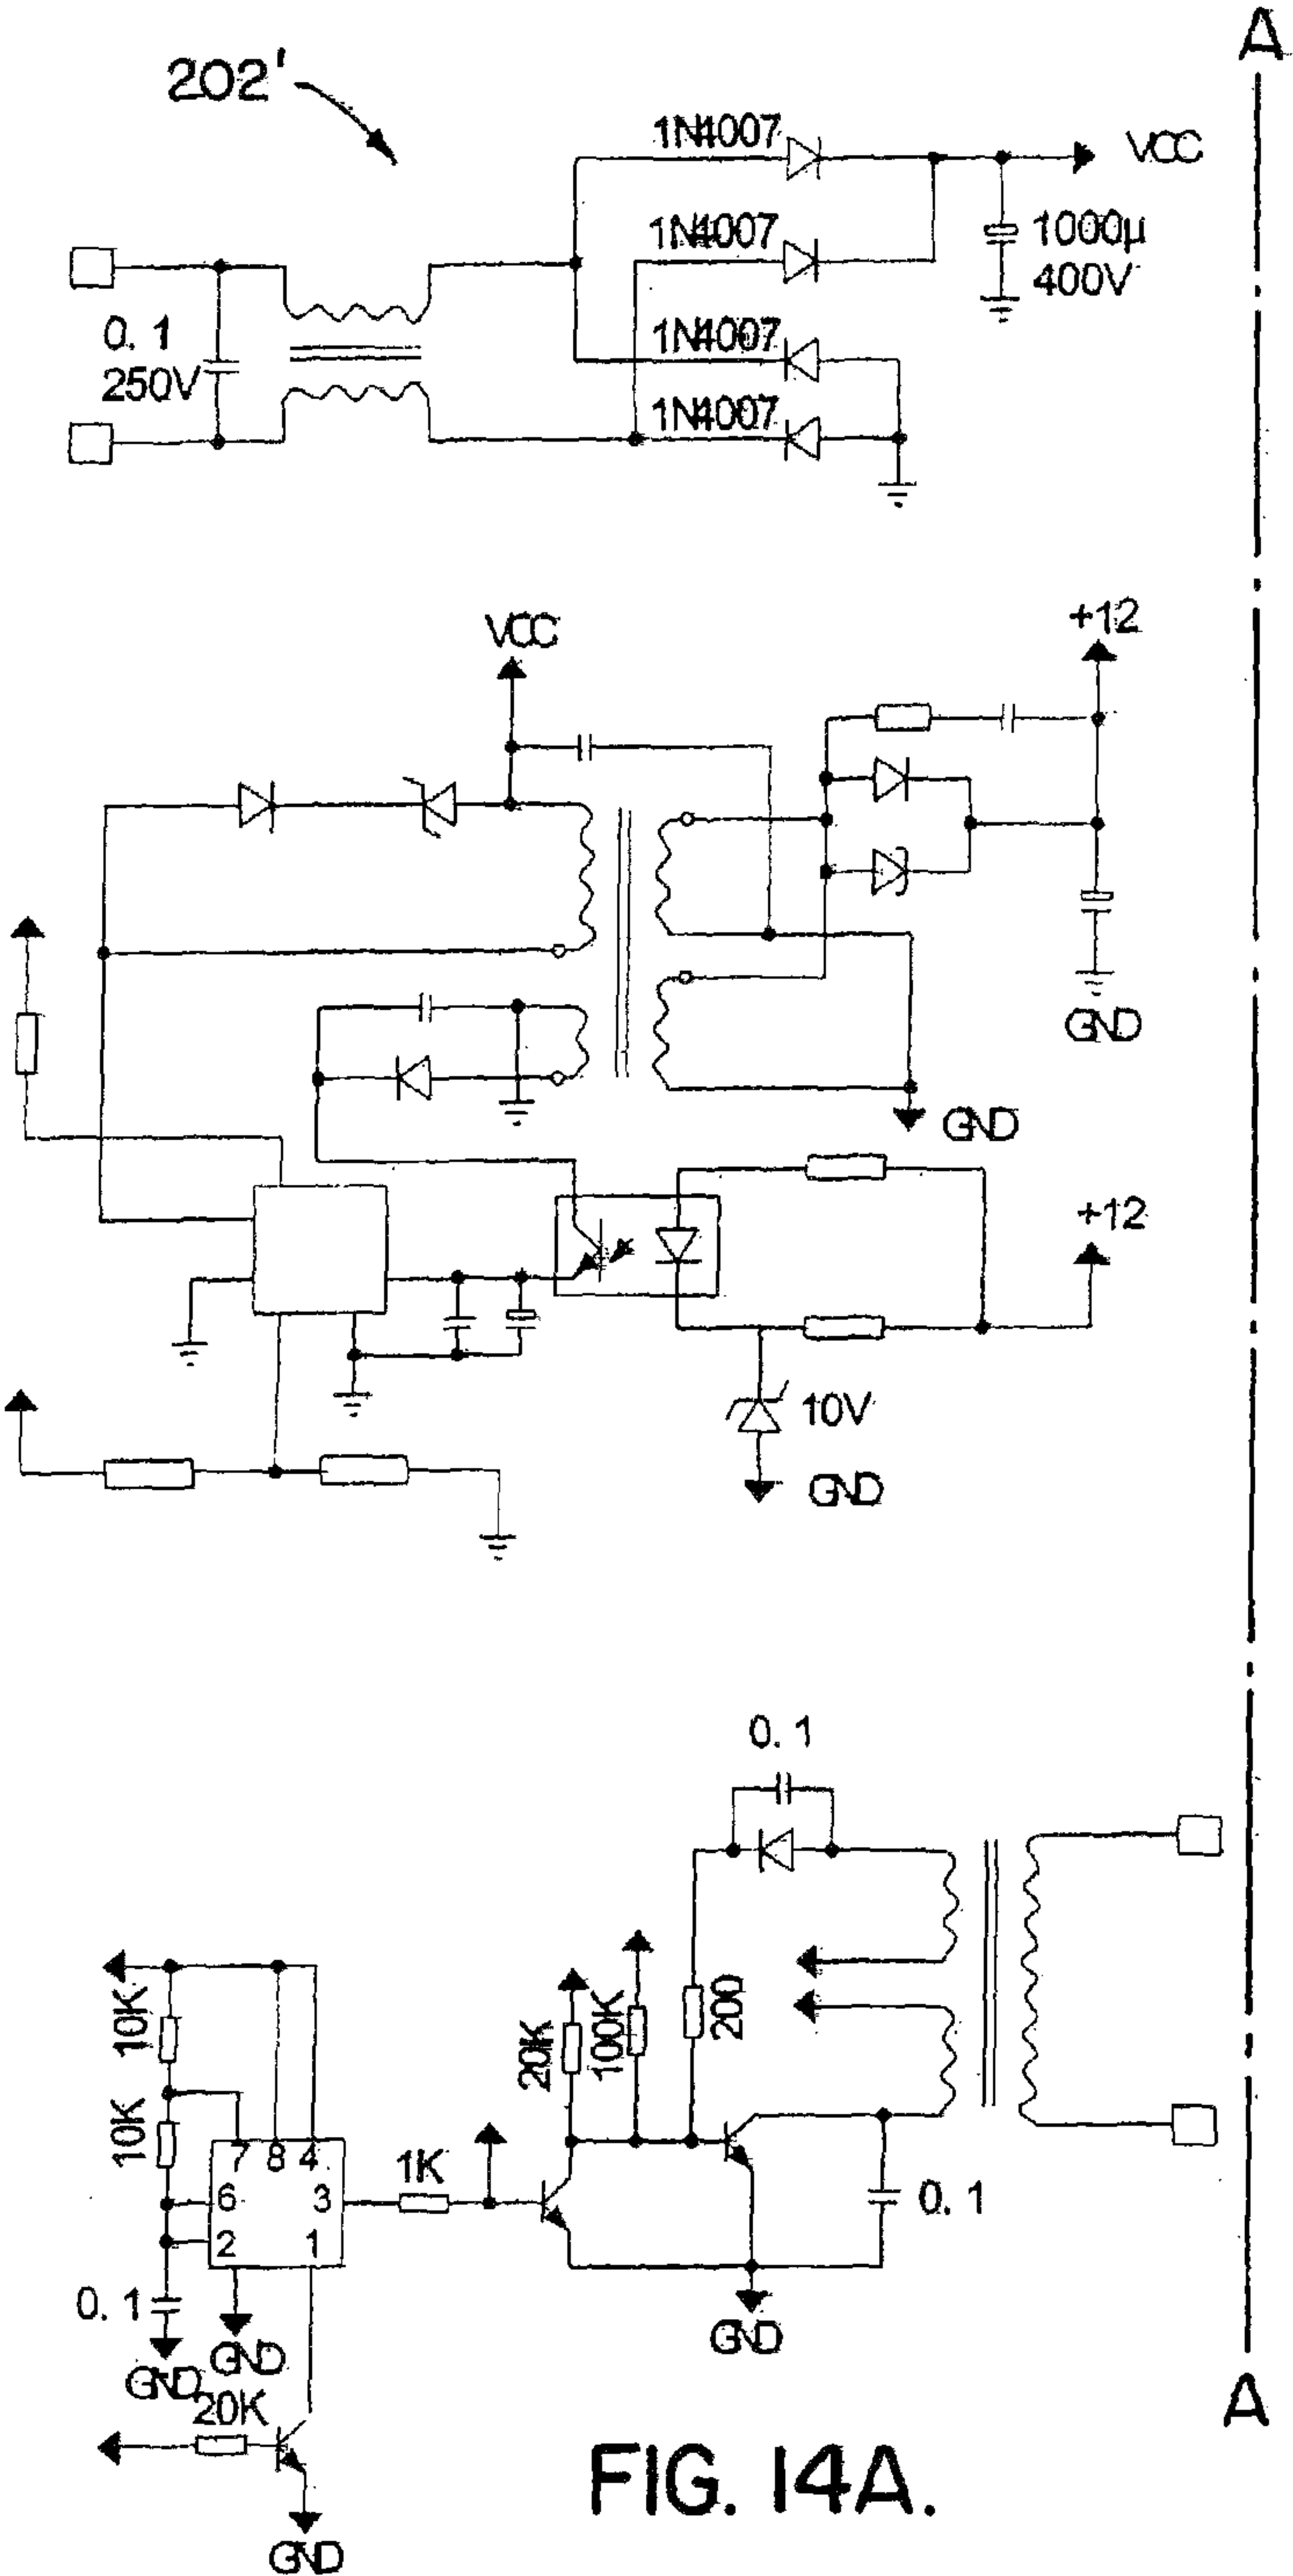 A
202'
1N4007
VCC
1N4007
1000µ
400V
0. 1
250V
1N4007
1N4007
VCC
+12
GND
GND
+12
10V
GND
0. 1
10K
20K
100K
200
10K
7 8 4
6 3
2 1
1K
0. 1
0. 1
GND
GND
GND
20K
GND
A
FIG. 14A.